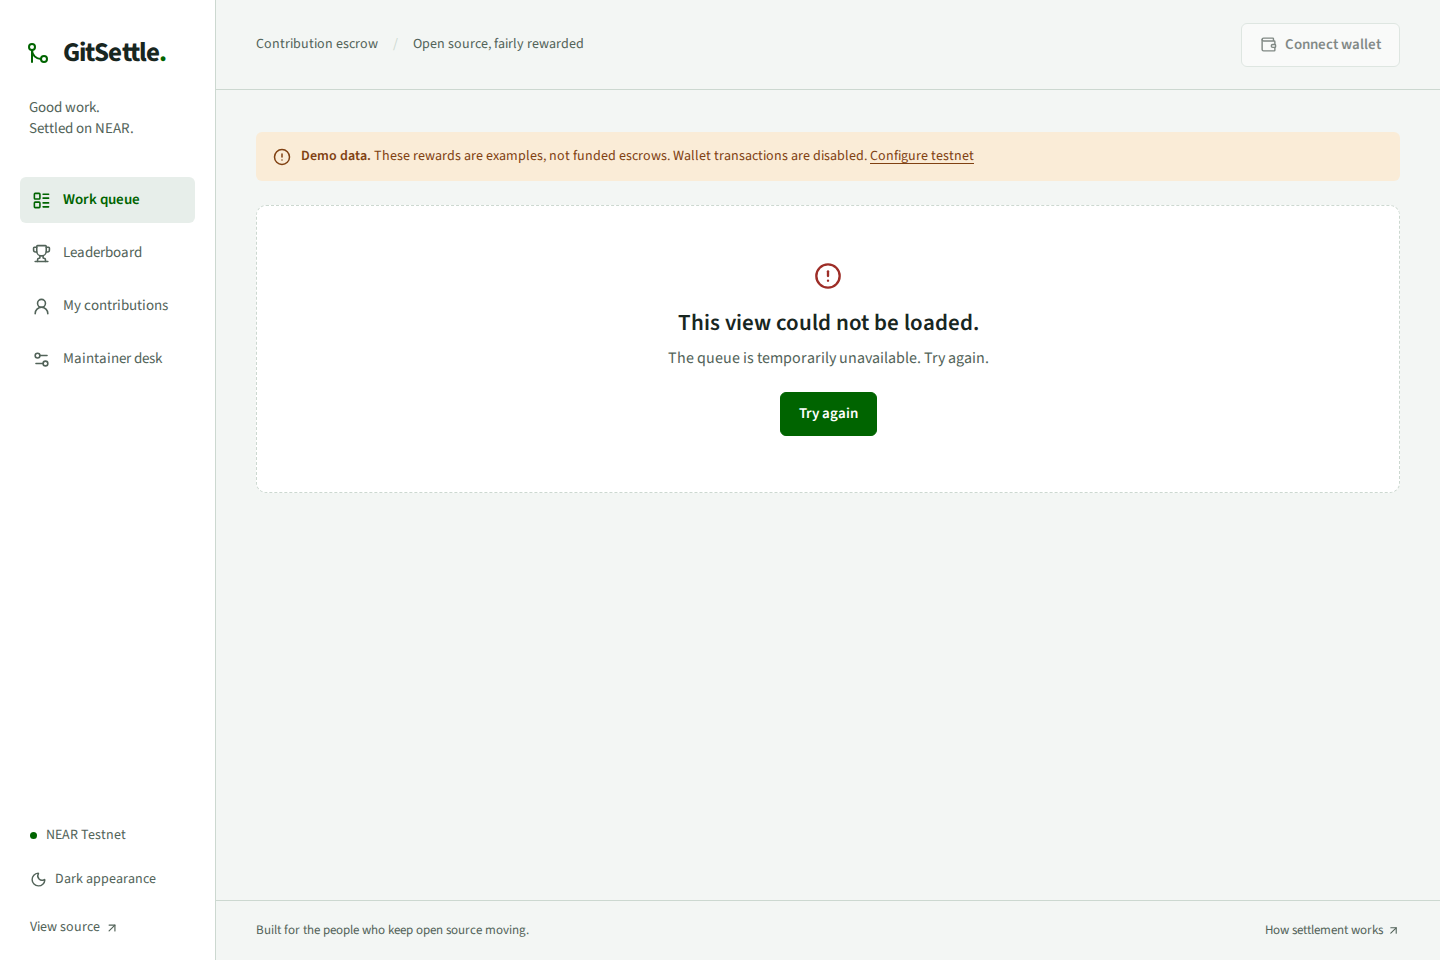 GitSettle.
Good work.
Settled on NEAR.
Work queue
Leaderboard
My contributions
Maintainer desk
NEAR Testnet
Dark appearance
View source
Contribution escrow / Open source, fairly rewarded
Connect wallet
Demo data. These rewards are examples, not funded escrows. Wallet transactions are disabled. Configure testnet
This view could not be loaded.
The queue is temporarily unavailable. Try again.
Try again
Built for the people who keep open source moving.
How settlement works